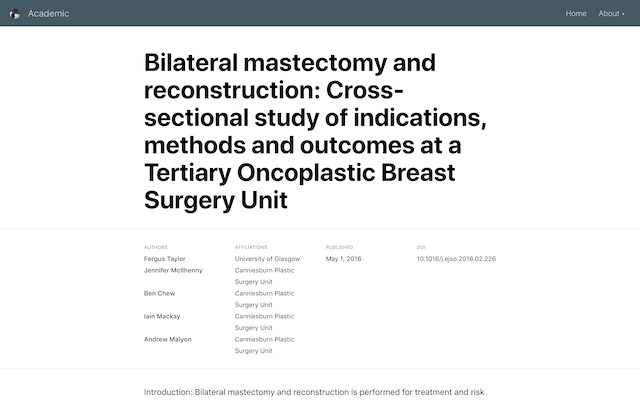 Academic
Home
About
Bilateral mastectomy and
reconstruction: Cross-
sectional study of indications,
methods and outcomes at a
Tertiary Oncoplastic Breast
Surgery Unit
AUTHORS
AFFILIATIONS
PUBLISHED
DOI
Fergus Taylor
University of Glasgow
May 1, 2016
10.1016/j.ejso.2016.02.226
Jennifer McIlhenny
Canniesburn Plastic
Surgery Unit
Ben Chew
Canniesburn Plastic
Surgery Unit
Iain Mackay
Canniesburn Plastic
Surgery Unit
Andrew Malyon
Canniesburn Plastic
Surgery Unit
Introduction: Bilateral mastectomy and reconstruction is performed for treatment and risk